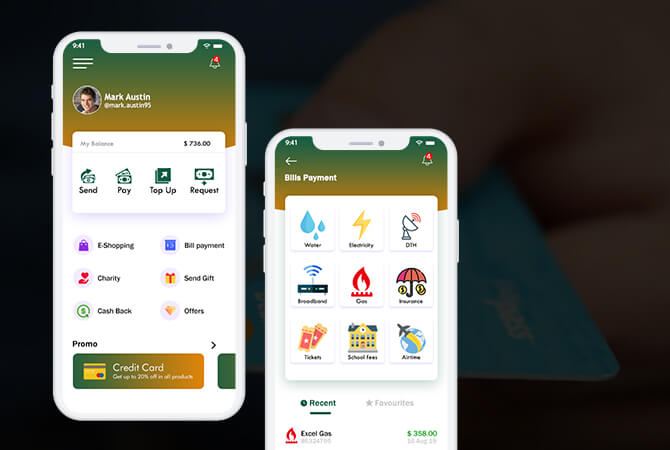 9:41
4
Mark Austin
@mark.austin95
My Balance
$ 736.00
Send
Pay
Top Up
Request
E-Shopping
Bill payment
Charity
Send Gift
Cash Back
Offers
Promo
Credit Card
Get up to 20% off in all products
9:41
4
Bills Payment
Water
Electricity
DTH
Broadband
Gas
Insurance
Tickets
School Fees
Airtime
Recent
Favourites
Excel Gas
$ 358.00
86324795
10 Aug 19